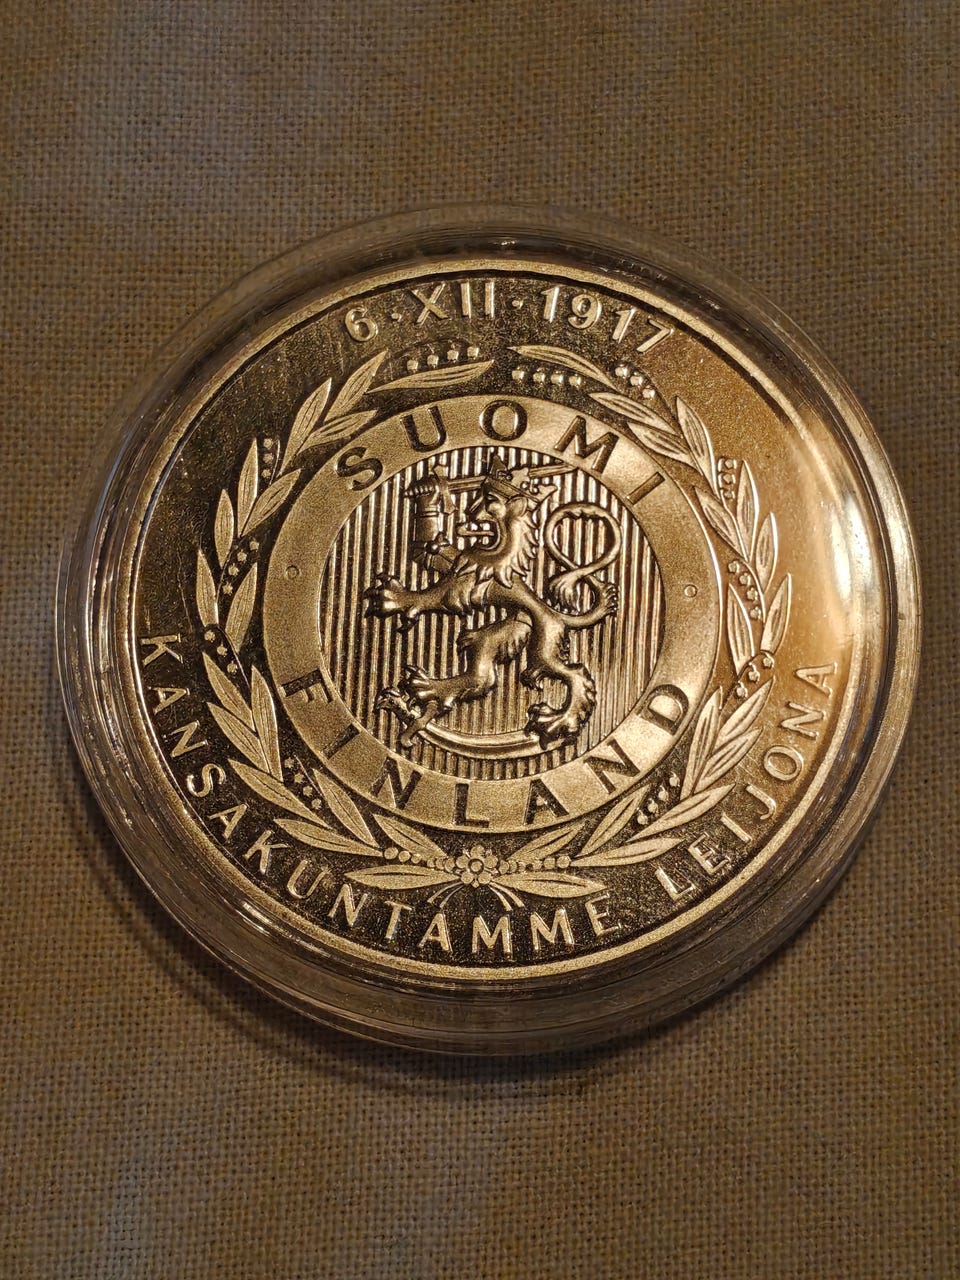 6·XII·1917
SUOMI
FINLAND
KANSAKUNTAMME LEIJONA